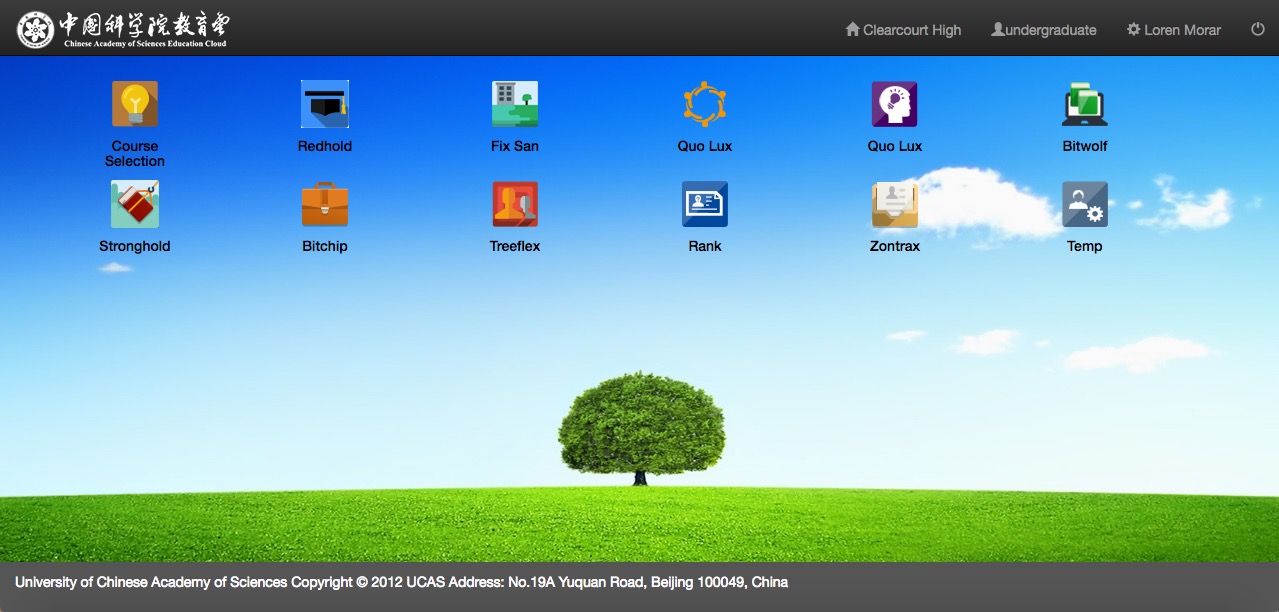 中国科学院教育云
Chinese Academy of Sciences Education Cloud
Clearcourt High
undergraduate
Loren Morar
Course
Selection
Redhold
Fix San
Quo Lux
Quo Lux
Bitwolf
Stronghold
Bitchip
Treeflex
Rank
Zontrax
Temp
University of Chinese Academy of Sciences Copyright © 2012 UCAS Address: No.19A Yuquan Road, Beijing 100049, China